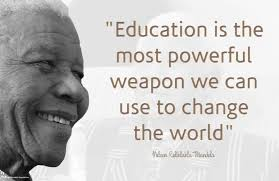 "Education is the
most powerful
weapon we can
use to change
the world"
Nelson Rolihlahla Mandela